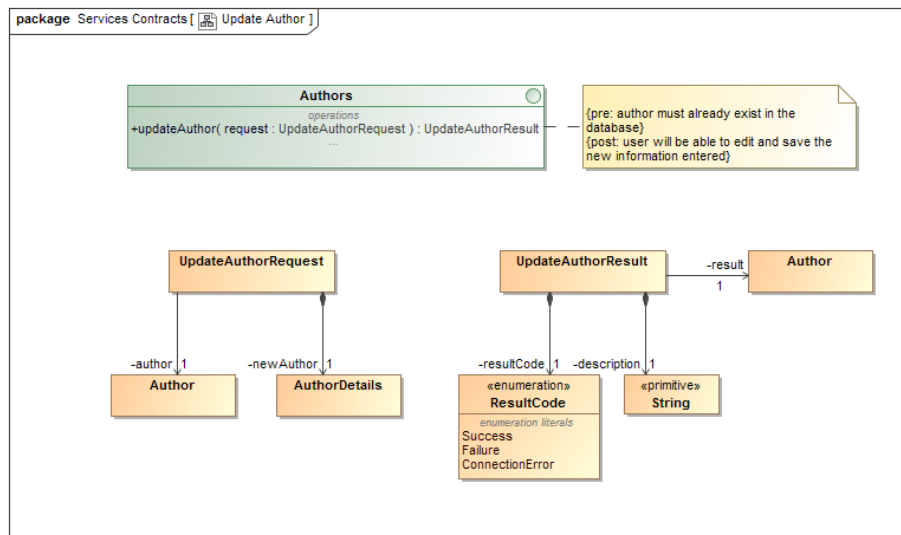 package Services Contracts [ Update Author ]
Authors
operations
+updateAuthor( request : UpdateAuthorRequest ) : UpdateAuthorResult
...
{pre: author must already exist in the
database}
{post: user will be able to edit and save the
new information entered}
UpdateAuthorRequest
-author 1
-newAuthor 1
Author
AuthorDetails
UpdateAuthorResult
-result
1
Author
-resultCode 1
-description 1
«enumeration»
ResultCode
enumeration literals
Success
Failure
ConnectionError
«primitive»
String